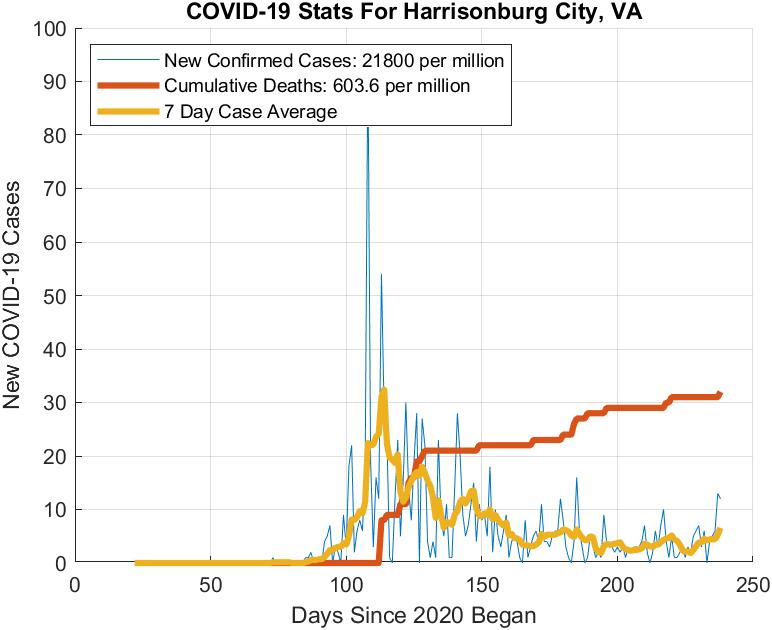 COVID-19 Stats For Harrisonburg City, VA
New Confirmed Cases: 21800 per million
Cumulative Deaths: 603.6 per million
7 Day Case Average
100
90
80
70
60
50
40
30
20
10
0
New COVID-19 Cases
0 50 100 150 200 250
Days Since 2020 Began